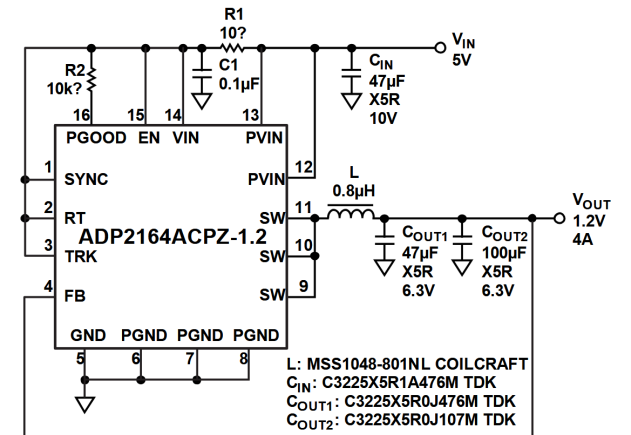 R1
10?
VIN
5V
R2
10k?
C1
0.1µF
CIN
47µF
X5R
10V
16
15
14
13
PGOOD EN VIN PVIN
1
SYNC
PVIN
12
L
0.8µH
2
RT
SW
11
VOUT
1.2V
4A
ADP2164ACPZ-1.2
3
TRK
SW
10
COUT1
47µF
X5R
6.3V
COUT2
100µF
X5R
6.3V
4
FB
SW
9
GND PGND PGND PGND
5
6
7
8
L: MSS1048-801NL COILCRAFT
CIN: C3225X5R1A476M TDK
COUT1: C3225X5R0J476M TDK
COUT2: C3225X5R0J107M TDK